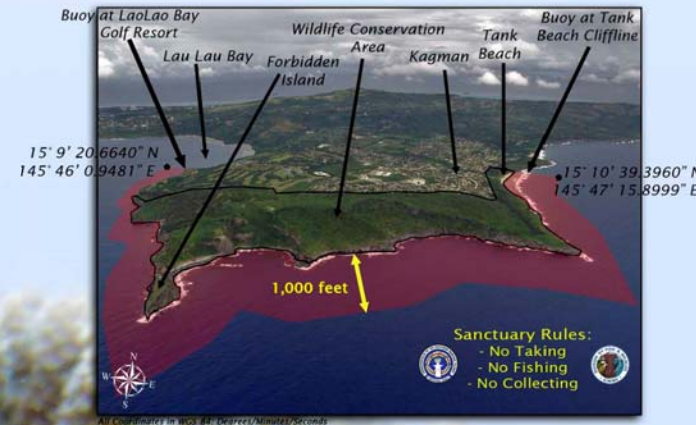 Buoy at LaoLao Bay
Golf Resort
Lau Lau Bay
Forbidden
Island
Wildlife Conservation
Area
Kagman
Tank
Beach
Buoy at Tank
Beach Cliffline
15° 9' 20.6640" N
145° 46' 0.9481" E
15° 10' 39.3960" N
145° 47' 15.8999" E
1,000 feet
Sanctuary Rules:
- No Taking
- No Fishing
- No Collecting
N
W
E
S
All Coordinates in WGS 84: Degrees/Minutes/Seconds